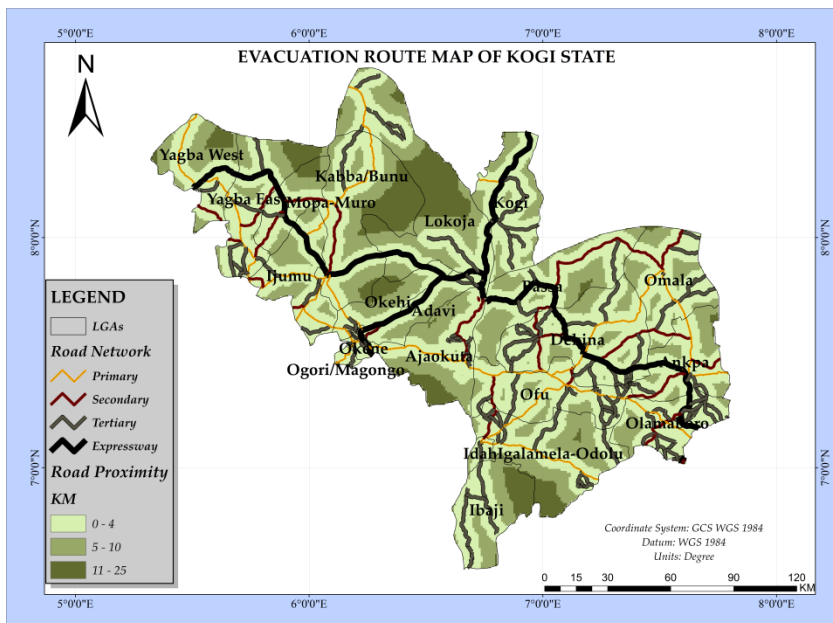 5°0'0"E 6°0'0"E 7°0'0"E 8°0'0"E
EVACUATION ROUTE MAP OF KOGI STATE
N
Yagba West
Kabba/Bunu
Yagba Eas
Mopa-Muro
Kogi
Lokoja
8°0'0"N
8°0'0"N
Ijumu
Omala
Bassa
Okehi
Adavi
Dekina
Okene
Ajaokuta
Ankpa
Ogori/Magongo
Ofu
Olamaboro
IdahIgalamela-Odolu
7°0'0"N
7°0'0"N
Ibaji
LEGEND
LGAs
Road Network
Primary
Secondary
Tertiary
Expressway
Road Proximity
KM
0 - 4
5 - 10
11 - 25
Coordinate System: GCS WGS 1984
Datum: WGS 1984
Units: Degree
0 15 30 60 90 120
KM
5°0'0"E 6°0'0"E 7°0'0"E 8°0'0"E